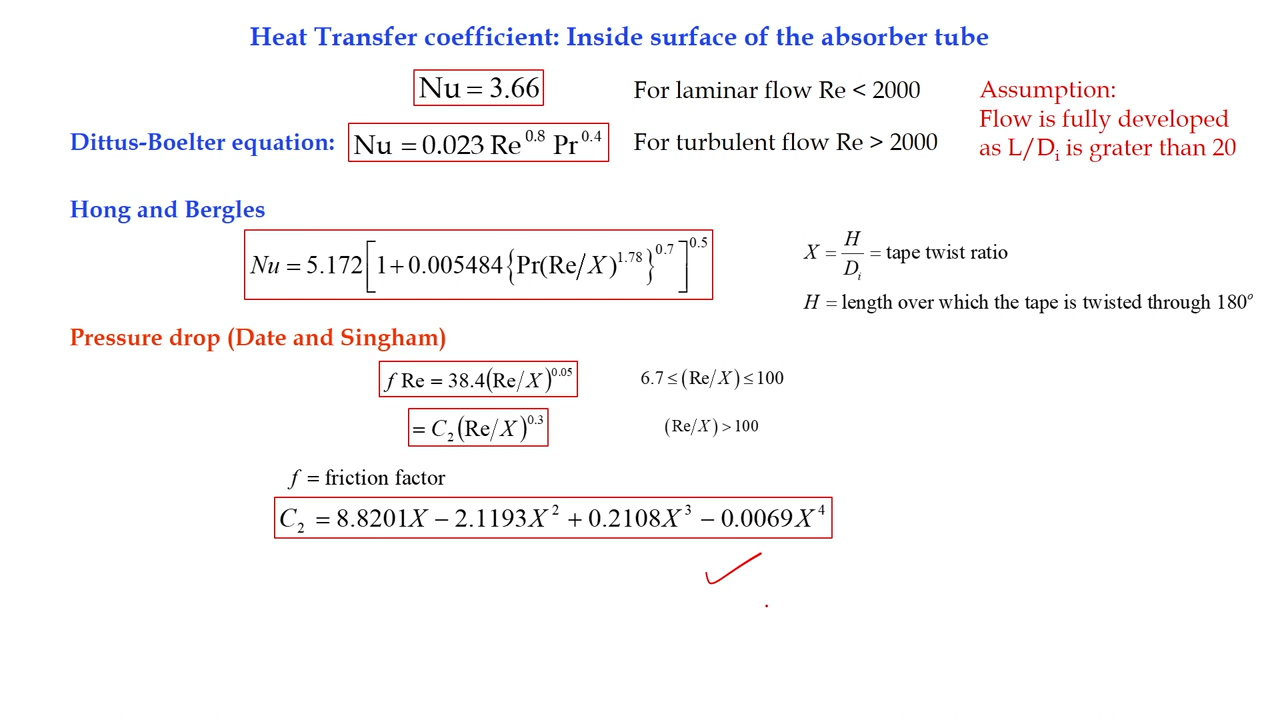 Heat Transfer coefficient: Inside surface of the absorber tube
Nu = 3.66 For laminar flow Re < 2000
Dittus-Boelter equation: Nu = 0.023 Re^0.8 Pr^0.4 For turbulent flow Re > 2000
Assumption:
Flow is fully developed
as L/D_i is grater than 20
Hong and Bergles
Nu = 5.172[1+0.005484{Pr(Re/X)^1.78}^0.7]^0.5
X = H/D_i = tape twist ratio
H = length over which the tape is twisted through 180°
Pressure drop (Date and Singham)
f Re = 38.4(Re/X)^0.05 6.7 ≤ (Re/X) ≤ 100
= C_2(Re/X)^0.3 (Re/X) > 100
f = friction factor
C_2 = 8.8201X − 2.1193X^2 + 0.2108X^3 − 0.0069X^4